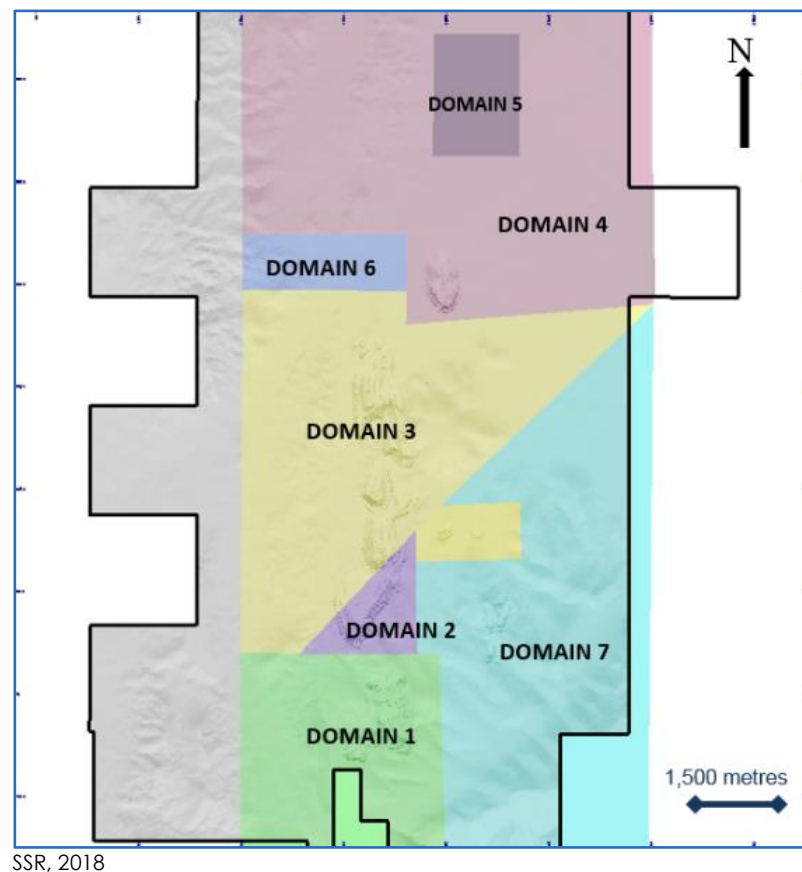 N
DOMAIN 5
DOMAIN 4
DOMAIN 6
DOMAIN 3
DOMAIN 2
DOMAIN 7
DOMAIN 1
1,500 metres
SSR, 2018